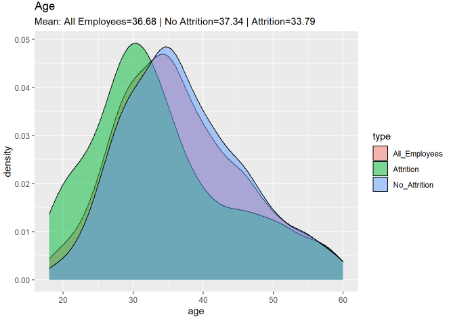 Age
Mean: All Employees=36.68 | No Attrition=37.34 | Attrition=33.79
0.05
0.04
0.03
0.02
0.01
0.00
density
20 30 40 50 60
age
type
All_Employees
Attrition
No_Attrition